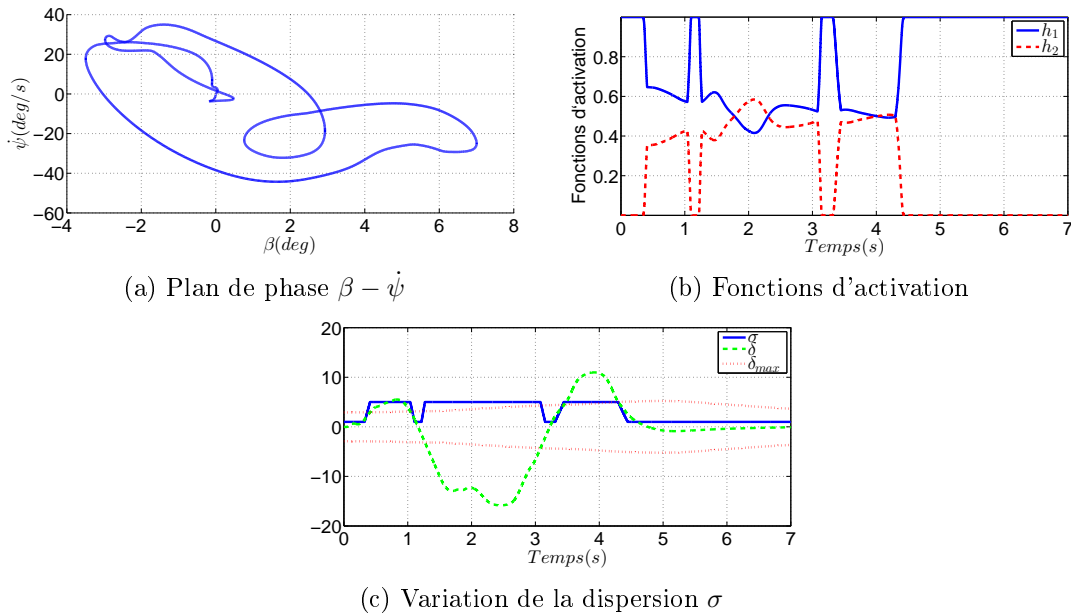 40
20
0
−20
−40
−60
−4 −2 0 2 4 6 8
ψ̇(deg/s)
β(deg)
(a) Plan de phase β − ψ̇
0.8
0.6
0.4
0.2
0 1 2 3 4 5 6 7
Fonctions d'activation
Temps(s)
h₁
h₂
(b) Fonctions d'activation
20
10
0
−10
−20
0 1 2 3 4 5 6 7
Temps(s)
σ
δ
δₘₐₓ
(c) Variation de la dispersion σ